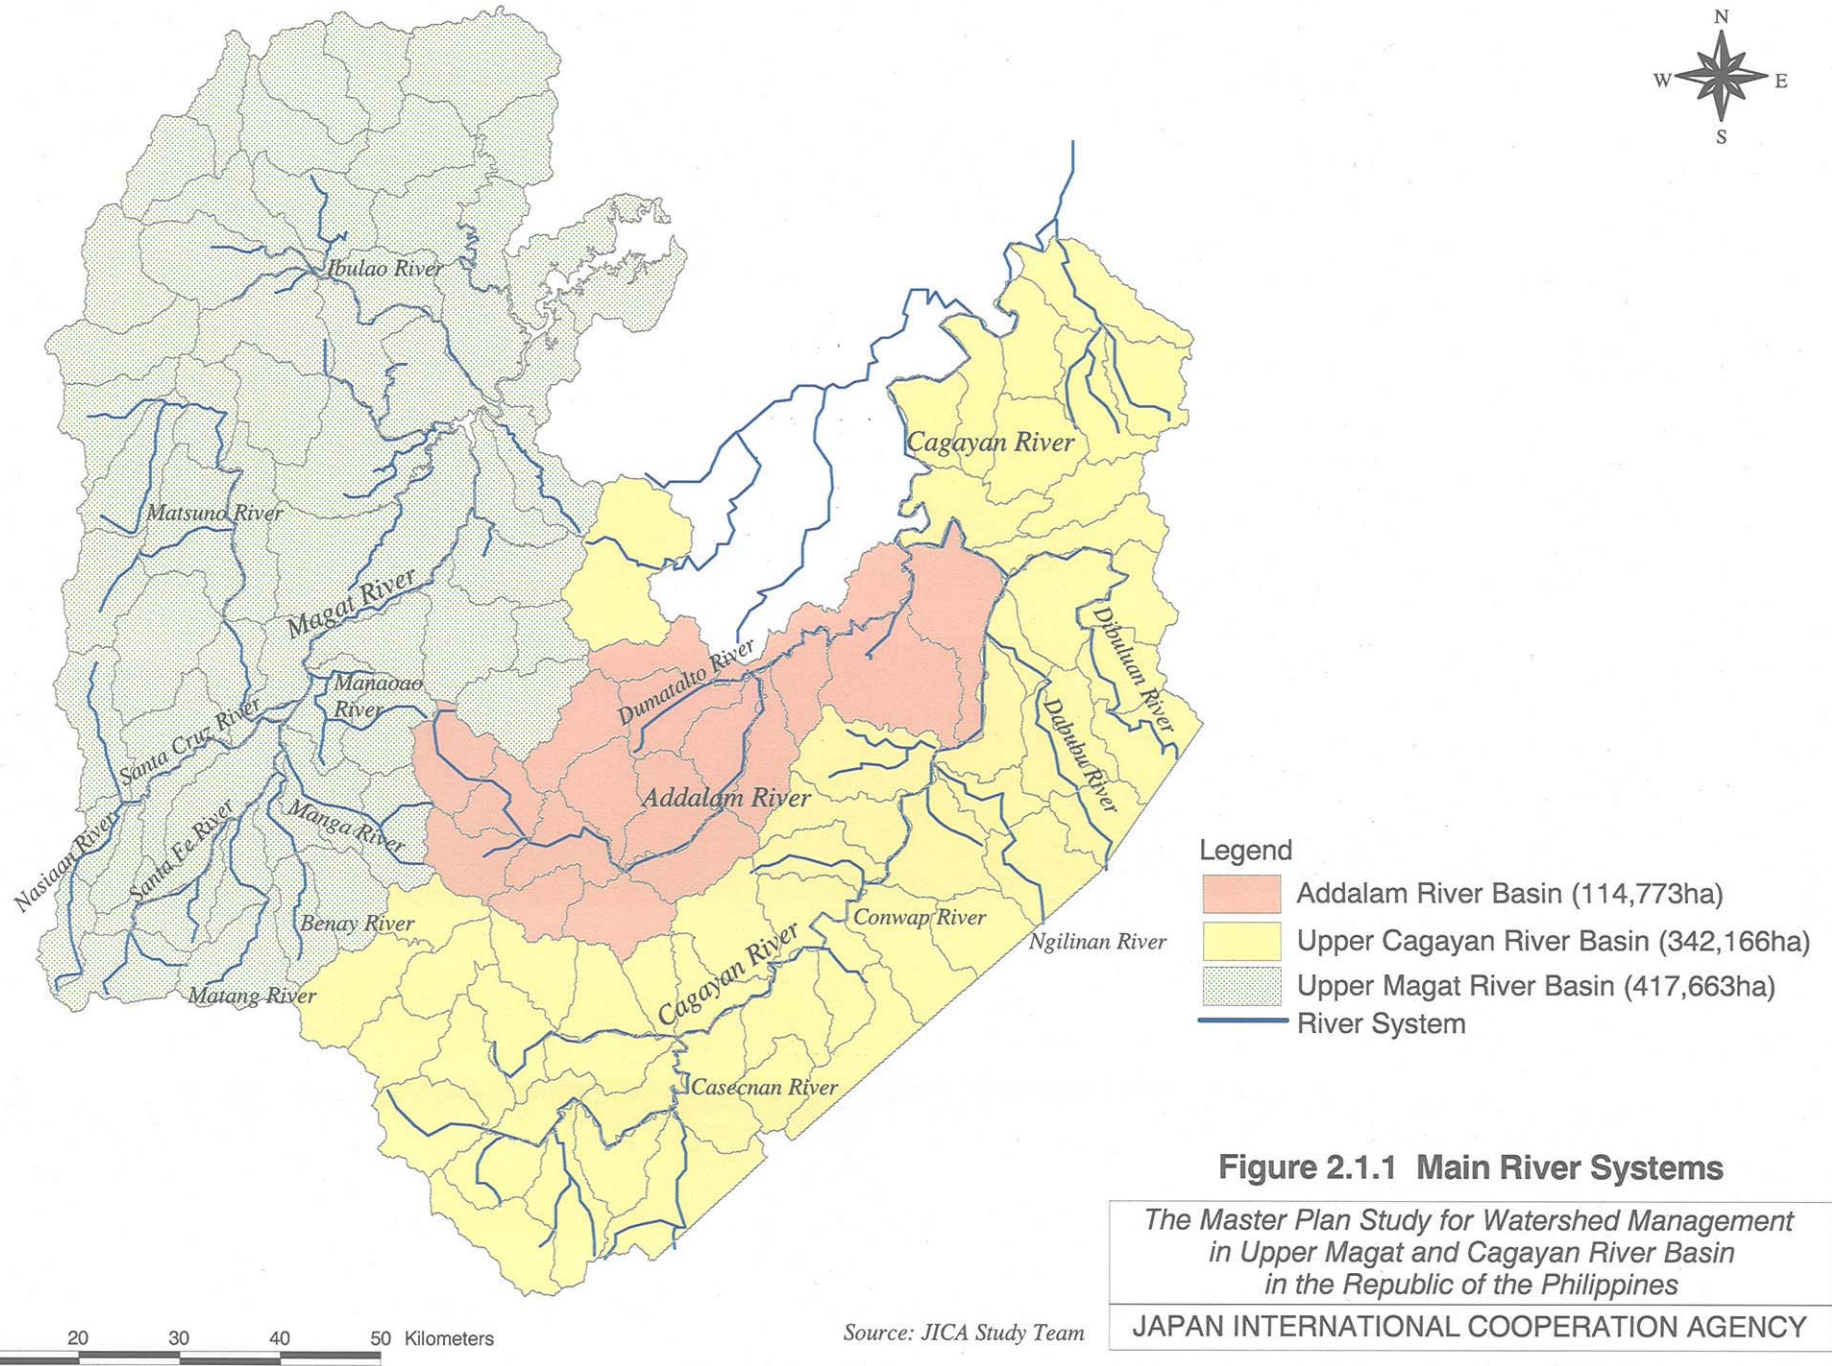 N
W E
S
Ibulao River
Cagayan River
Matsuno River
Magat River
Dibuluan River
Dumatalto River
Manaoao
River
Santa Cruz River
Dabubu River
Addalam River
Manga River
Nasiaan River
Santa Fe River
Benay River
Conwap River
Cagayan River
Ngilinan River
Matang River
Casecnan River
Legend
Addalam River Basin (114,773ha)
Upper Cagayan River Basin (342,166ha)
Upper Magat River Basin (417,663ha)
River System
Figure 2.1.1 Main River Systems
The Master Plan Study for Watershed Management
in Upper Magat and Cagayan River Basin
in the Republic of the Philippines
JAPAN INTERNATIONAL COOPERATION AGENCY
Source: JICA Study Team
20 30 40 50 Kilometers